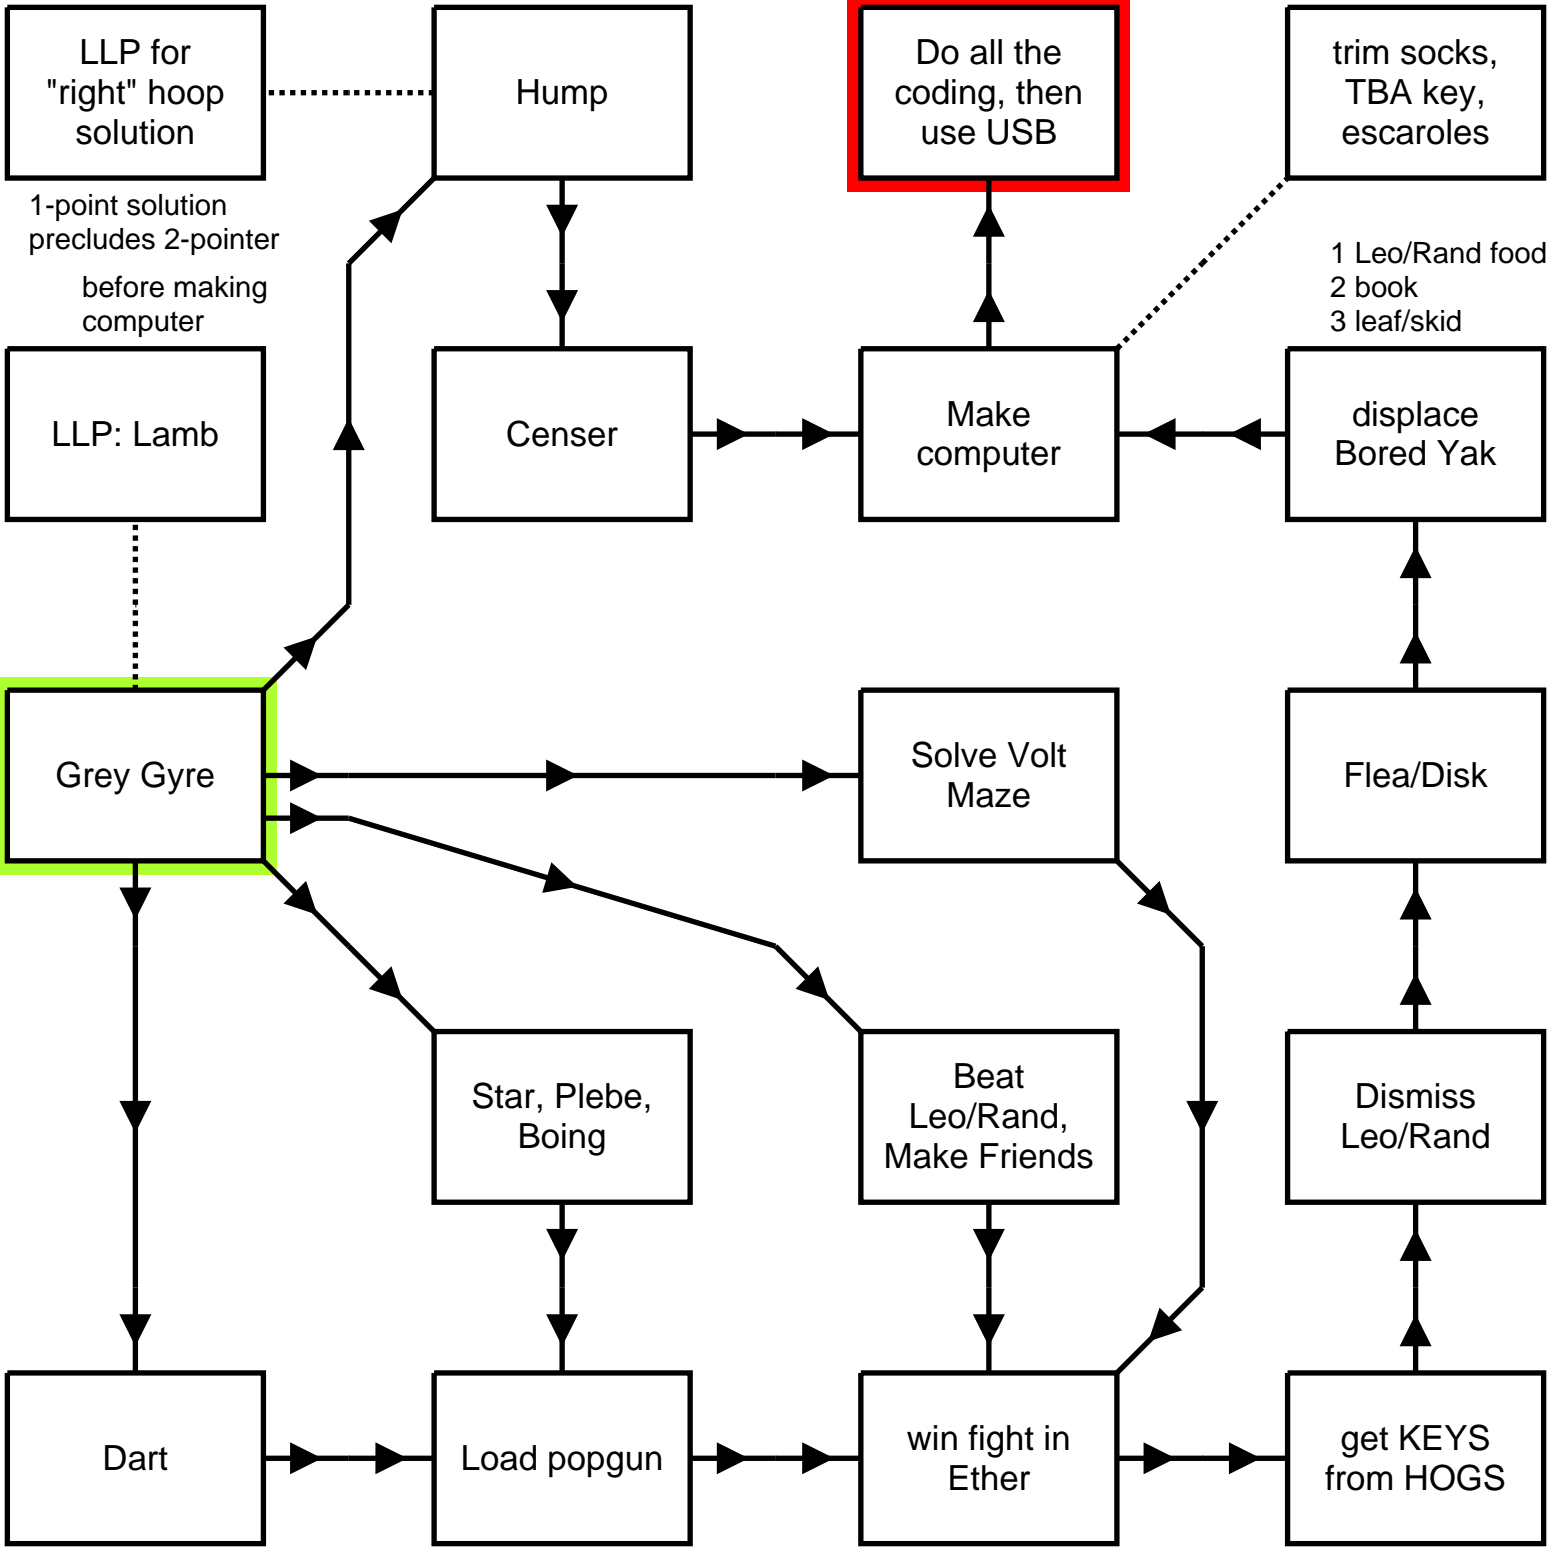 LLP for
"right" hoop
solution
Hump
Do all the
coding, then
use USB
trim socks,
TBA key,
escaroles
1-point solution
precludes 2-pointer
before making
computer
1 Leo/Rand food
2 book
3 leaf/skid
LLP: Lamb
Censer
Make
computer
displace
Bored Yak
Grey Gyre
Solve Volt
Maze
Flea/Disk
Star, Plebe,
Boing
Beat
Leo/Rand,
Make Friends
Dismiss
Leo/Rand
Dart
Load popgun
win fight in
Ether
get KEYS
from HOGS